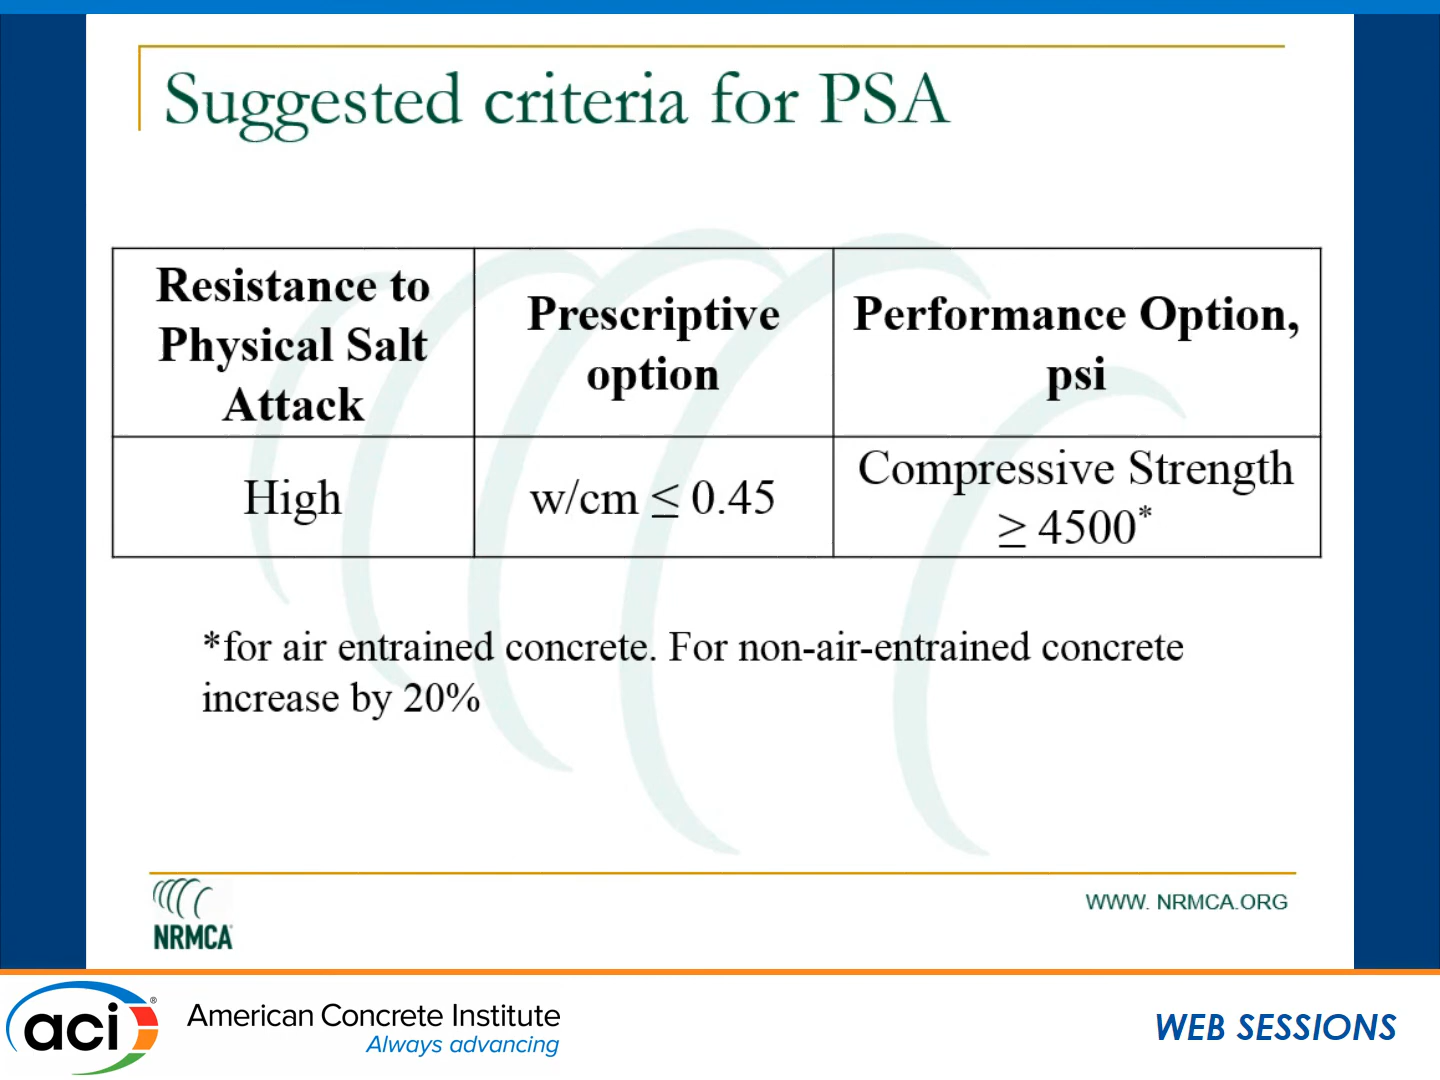 Suggested criteria for PSA
Resistance to
Physical Salt
Attack
Prescriptive
option
Performance Option,
psi
High
w/cm ≤ 0.45
Compressive Strength
≥ 4500*
*for air entrained concrete. For non-air-entrained concrete
increase by 20%
NRMCA
WWW. NRMCA.ORG
aci®
American Concrete Institute
Always advancing
WEB SESSIONS